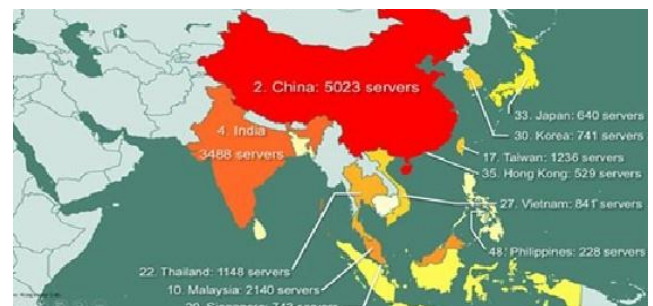 2. China: 5023 servers
4. India
3488 servers
33. Japan: 640 servers
30. Korea: 741 servers
17. Taiwan: 1236 servers
35. Hong Kong: 529 servers
27. Vietnam: 841 servers
48. Philippines: 228 servers
22. Thailand: 1148 servers
10. Malaysia: 2140 servers
servers